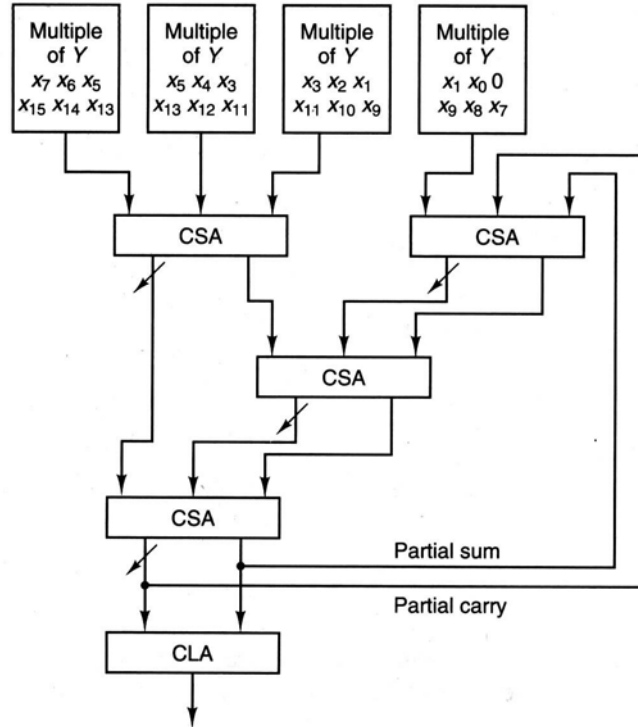 Multiple
of Y
x7 x6 x5
x15 x14 x13
Multiple
of Y
x5 x4 x3
x13 x12 x11
Multiple
of Y
x3 x2 x1
x11 x10 x9
Multiple
of Y
x1 x0 0
x9 x8 x7
CSA
CSA
CSA
CSA
Partial sum
Partial carry
CLA